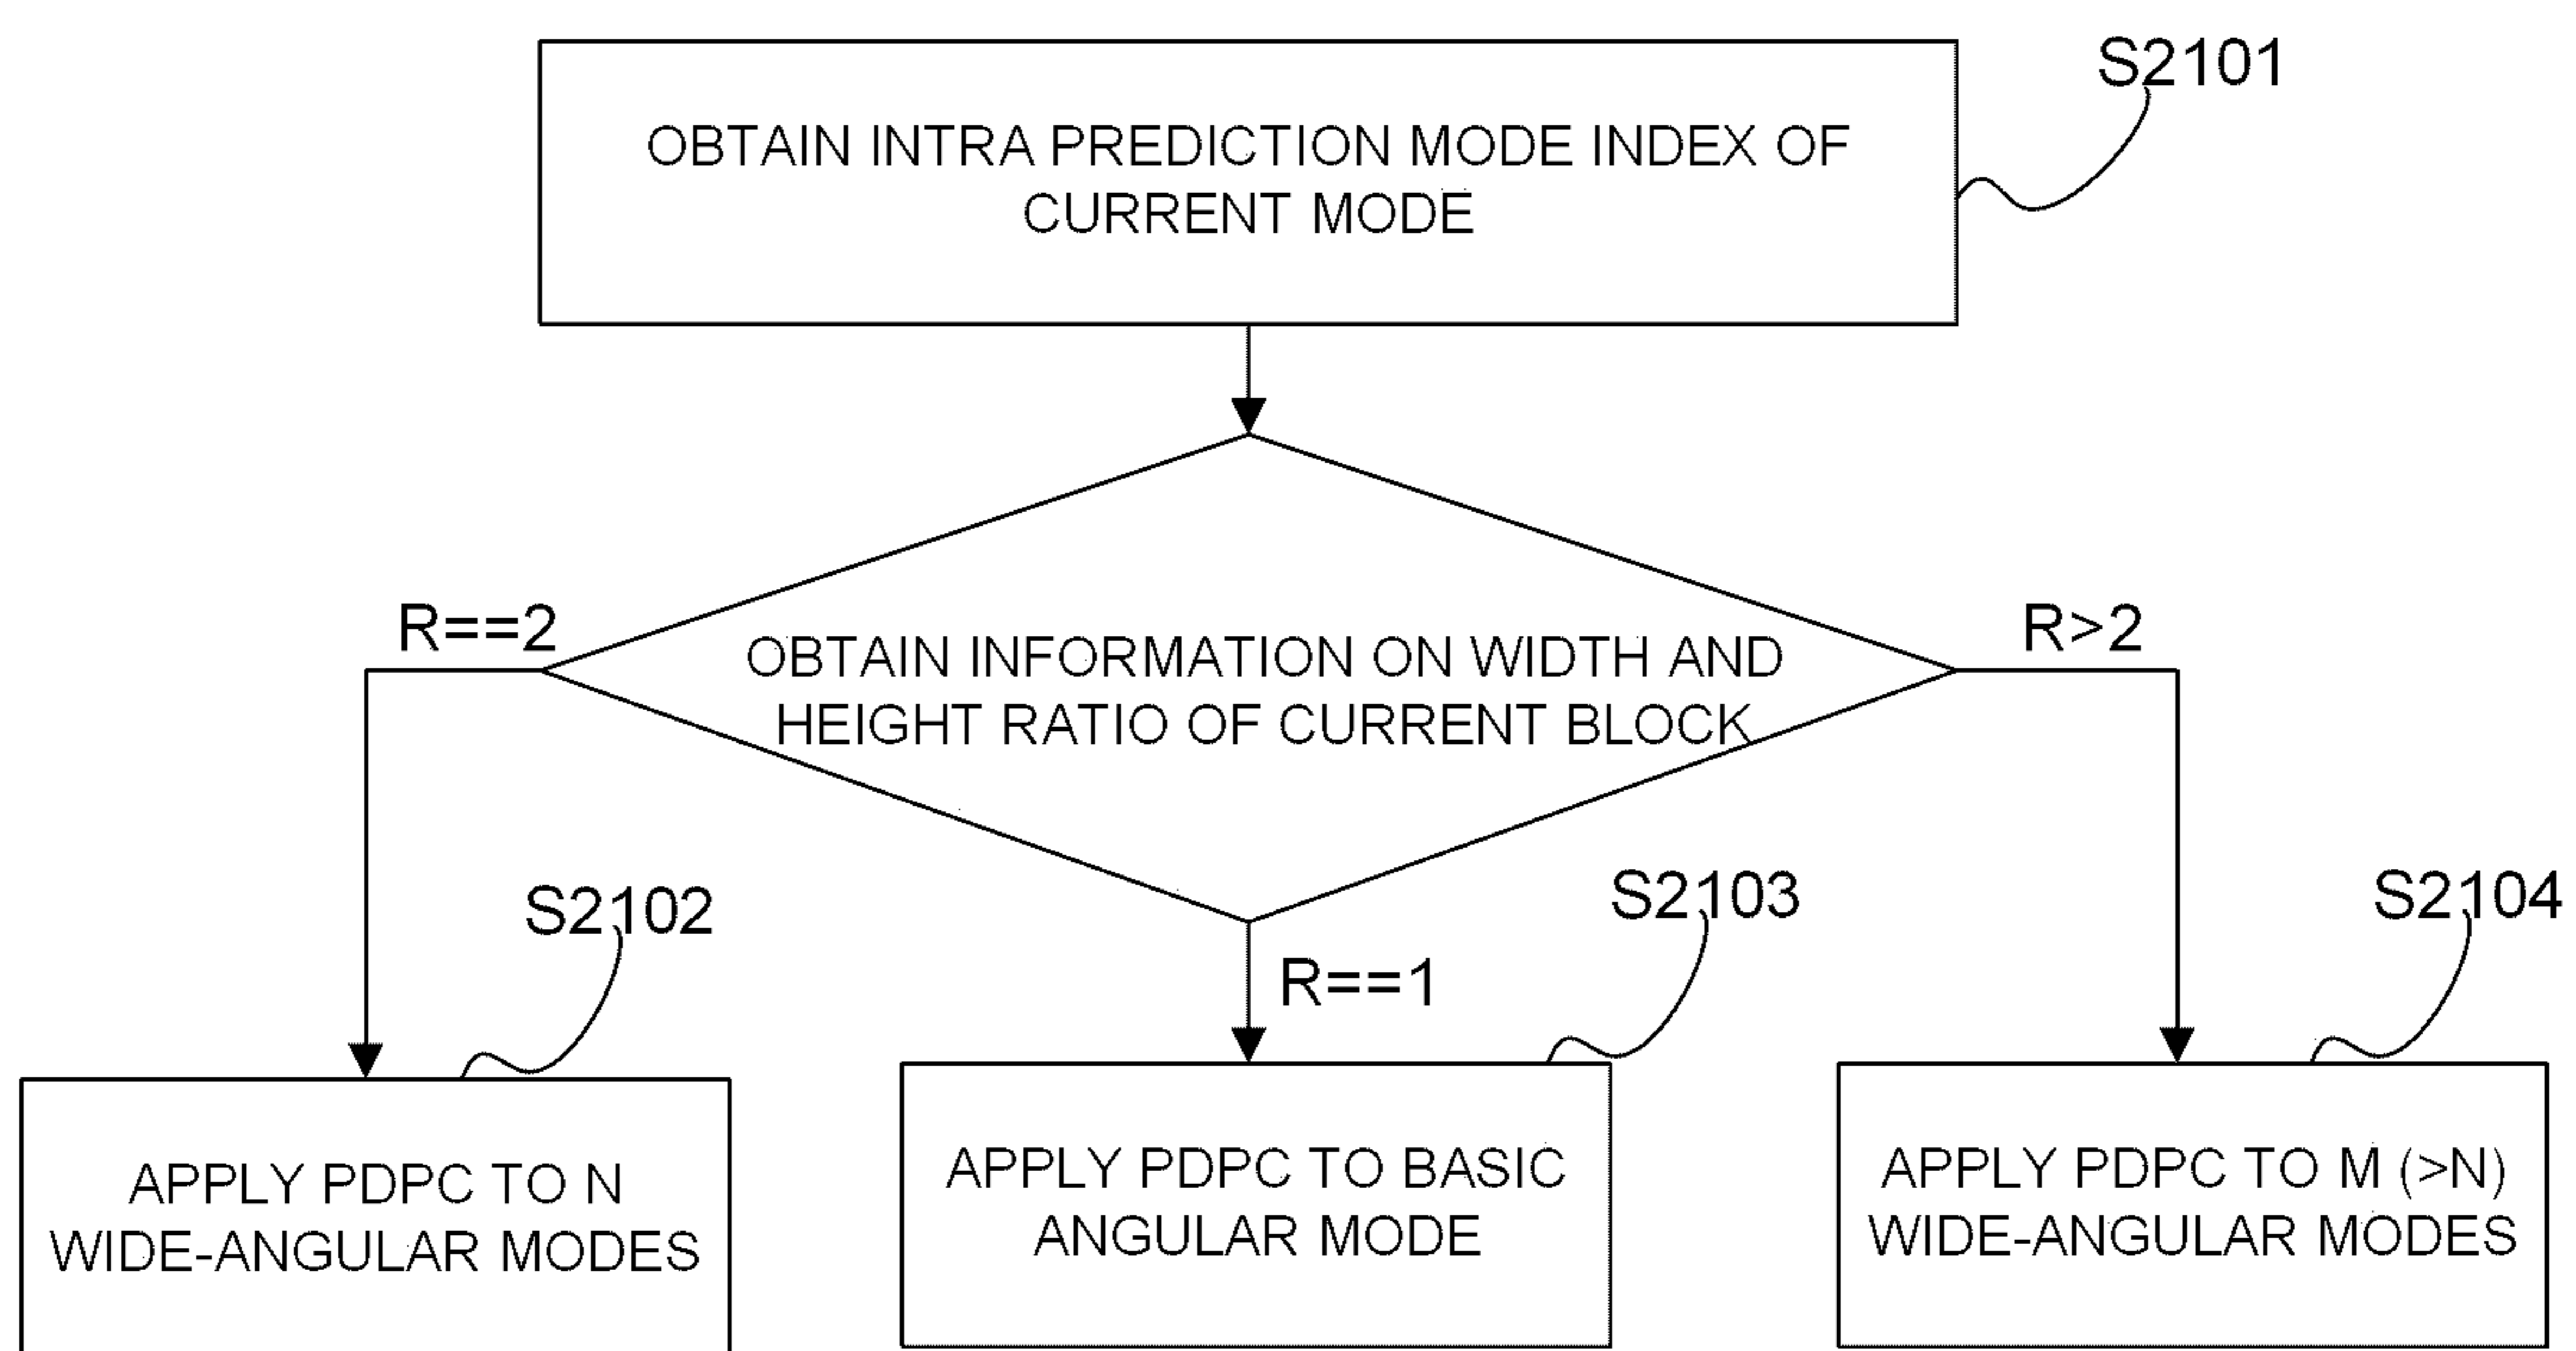 S2101
OBTAIN INTRA PREDICTION MODE INDEX OF
CURRENT MODE
R==2
R>2
OBTAIN INFORMATION ON WIDTH AND
HEIGHT RATIO OF CURRENT BLOCK
S2102
S2103
S2104
R==1
APPLY PDPC TO N
WIDE-ANGULAR MODES
APPLY PDPC TO BASIC
ANGULAR MODE
APPLY PDPC TO M (>N)
WIDE-ANGULAR MODES